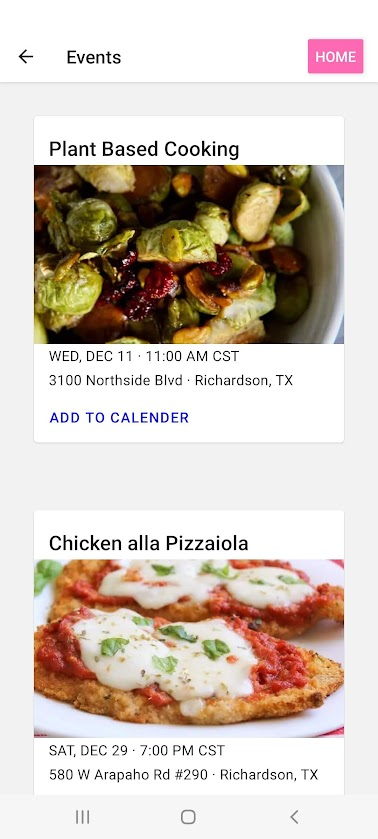 Events
HOME
Plant Based Cooking
WED, DEC 11 · 11:00 AM CST
3100 Northside Blvd · Richardson, TX
ADD TO CALENDER
Chicken alla Pizzaiola
SAT, DEC 29 · 7:00 PM CST
580 W Arapaho Rd #290 · Richardson, TX